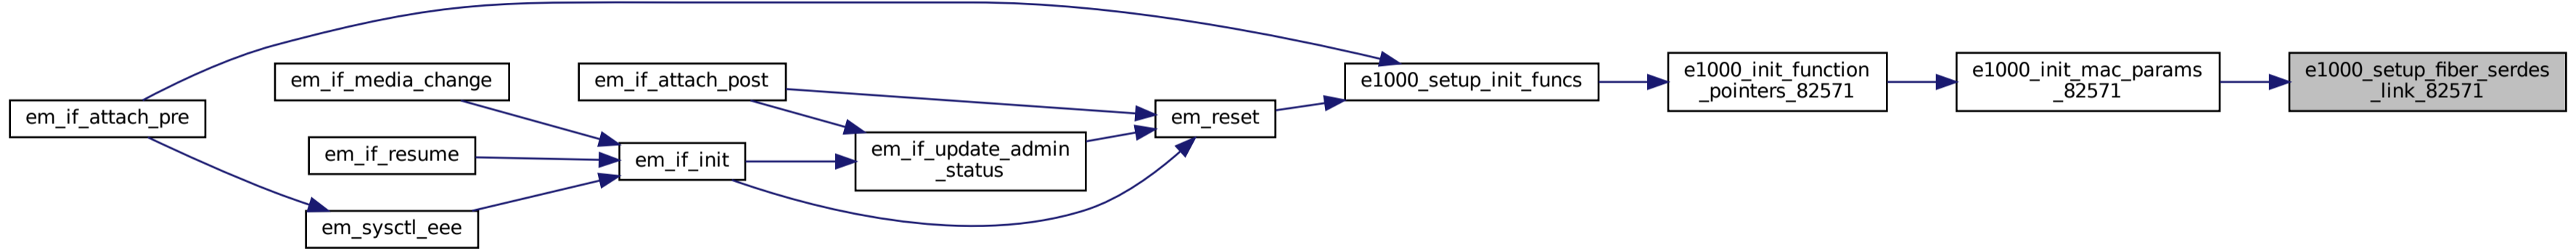 em_if_attach_pre
em_if_media_change
em_if_resume
em_sysctl_eee
em_if_attach_post
em_if_init
em_if_update_admin
_status
em_reset
e1000_setup_init_funcs
e1000_init_function
_pointers_82571
e1000_init_mac_params
_82571
e1000_setup_fiber_serdes
_link_82571